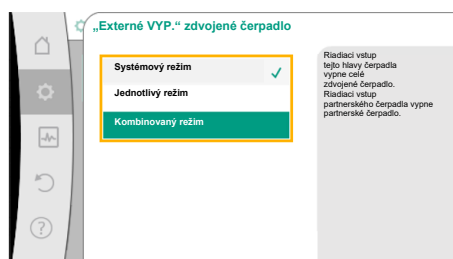 „Externé VYP.“ zdvojené čerpadlo
Systémový režim
Jednotlivý režim
Kombinovaný režim
Riadiaci vstup
tejto hlavy čerpadla
vypne celé
zdvojené čerpadlo.
Riadiaci vstup
partnerského čerpadla vypne
partnerské čerpadlo.